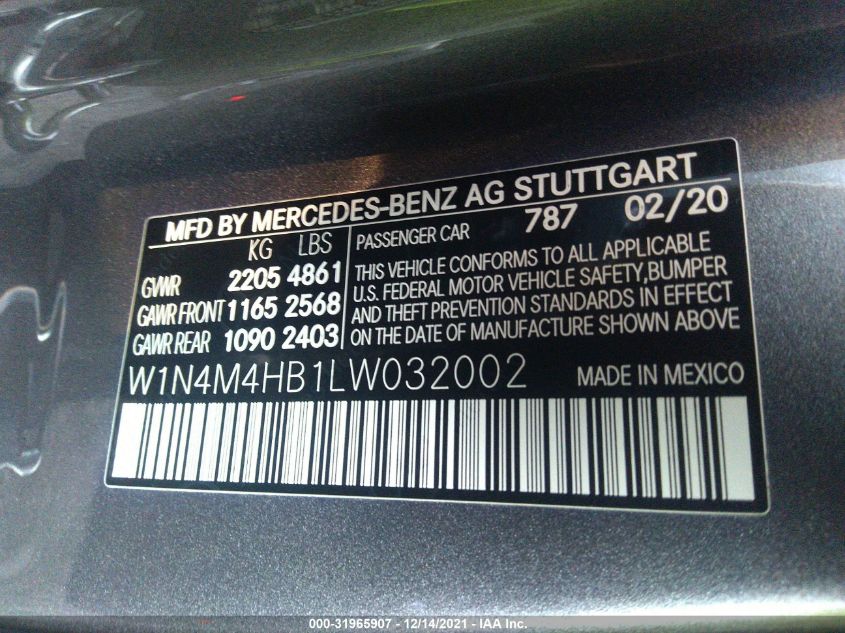 MFD BY MERCEDES-BENZ AG STUTTGART
KG LBS
GVWR 2205 4861
GAWR FRONT 1165 2568
GAWR REAR 1090 2403
PASSENGER CAR 787 02/20
THIS VEHICLE CONFORMS TO ALL APPLICABLE
U.S. FEDERAL MOTOR VEHICLE SAFETY, BUMPER
AND THEFT PREVENTION STANDARDS IN EFFECT
ON THE DATE OF MANUFACTURE SHOWN ABOVE
W1N4M4HB1LW032002 MADE IN MEXICO
000-31965907 - 12/14/2021 - IAA Inc.